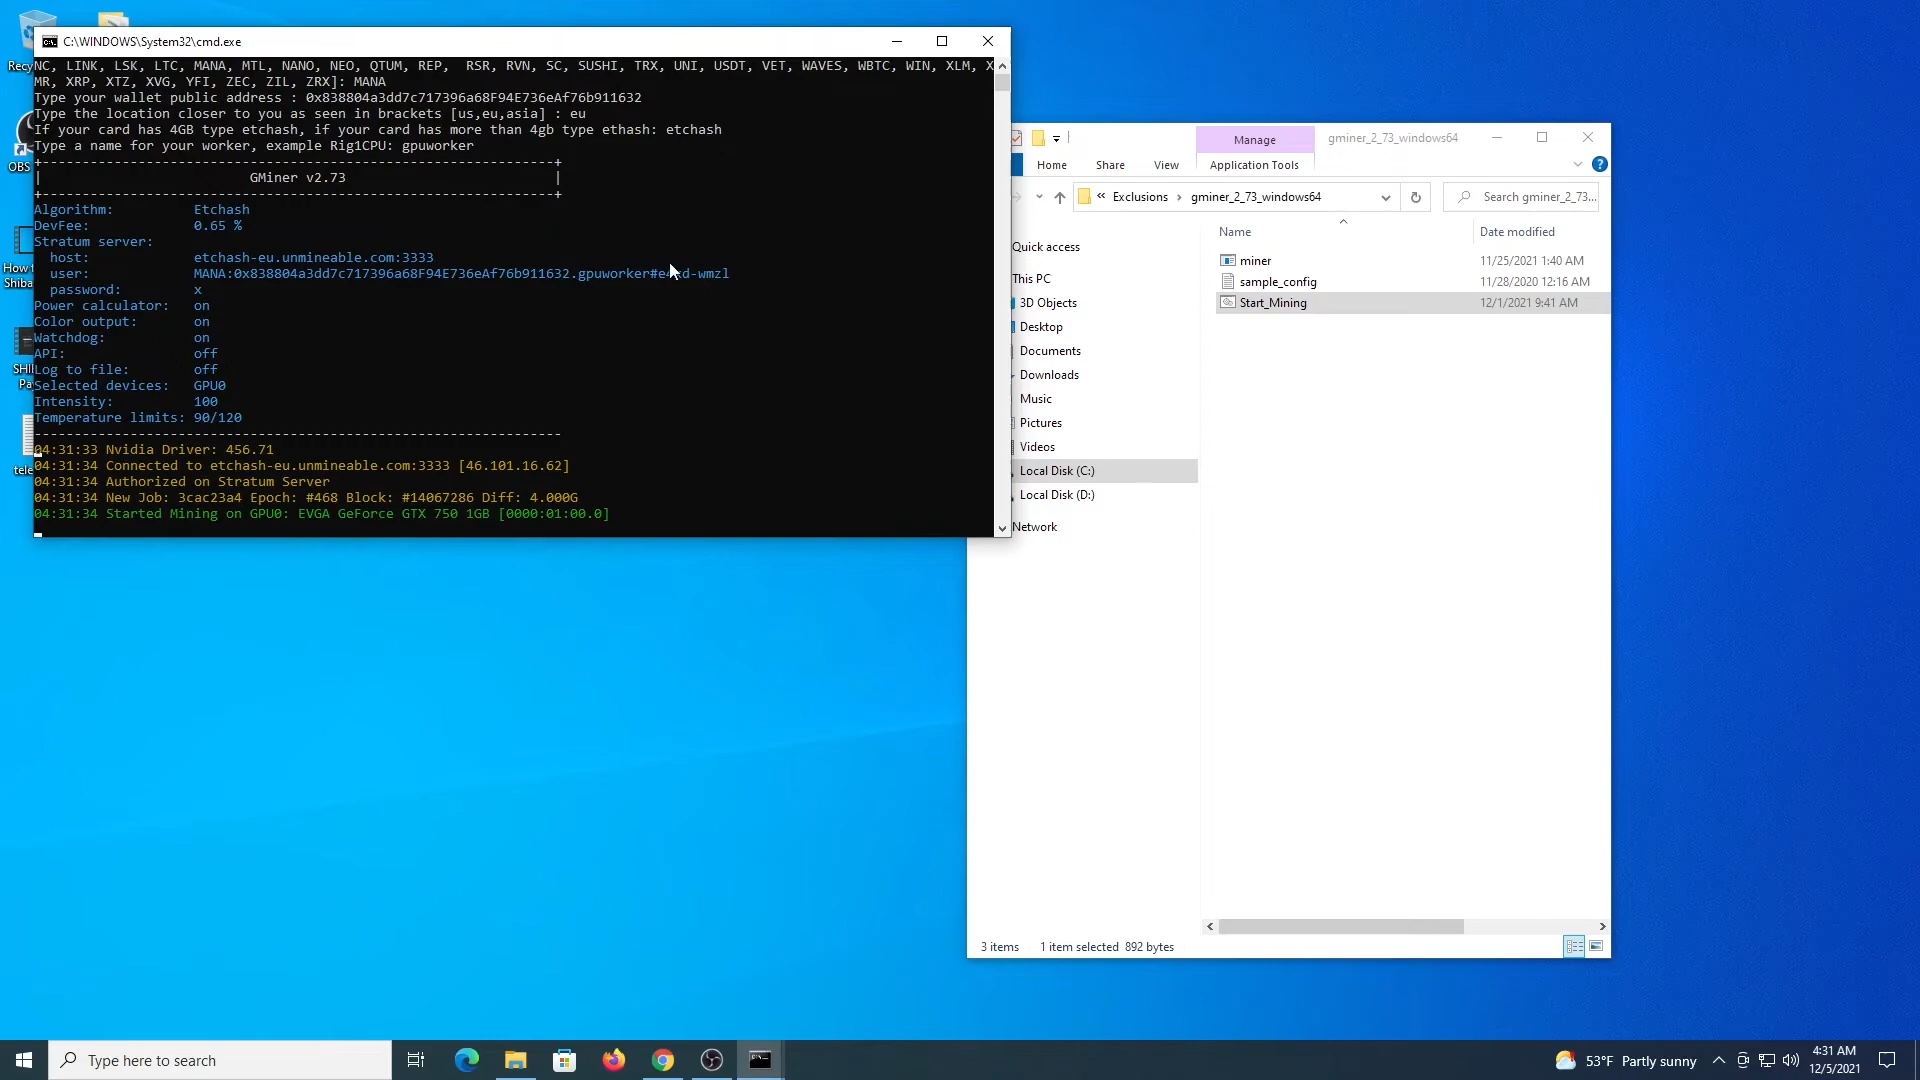 C:\WINDOWS\System32\cmd.exe
NC, LINK, LSK, LTC, MANA, MTL, NANO, NEO, QTUM, REP,  RSR, RVN, SC, SUSHI, TRX, UNI, USDT, VET, WAVES, WBTC, WIN, XLM, X
MR, XRP, XTZ, XVG, YFI, ZEC, ZIL, ZRX]: MANA
Type your wallet public address : 0x838804a3dd7c717396a68F94E736eAf76b911632
Type the location closer to you as seen in brackets [us,eu,asia] : eu
If your card has 4GB type etchash, if your card has more than 4gb type ethash: etchash
Type a name for your worker, example Rig1CPU: gpuworker
GMiner v2.73
Algorithm: Etchash
DevFee: 0.65 %
Stratum server:
host: etchash-eu.unmineable.com:3333
user: MANA:0x838804a3dd7c717396a68F94E736eAf76b911632.gpuworker
password: x
Power calculator: on
Color output: on
Watchdog: on
API: off
Log to file: off
Selected devices: GPU0
Intensity: 100
Temperature limits: 90/120
04:31:33 Nvidia Driver: 456.71
04:31:34 Connected to etchash-eu.unmineable.com:3333 [46.101.16.62]
04:31:34 Authorized on Stratum Server
04:31:34 New Job: 3cac23a4 Epoch: #468 Block: #14067286 Diff: 4.000G
04:31:34 Started Mining on GPU0: EVGA GeForce GTX 750 1GB [0000:01:00.0]
Recy
OBS
How t
Shiba
SHI
Pa
tele
Manage
gminer_2_73_windows64
Home Share View Application Tools
« Exclusions › gminer_2_73_windows64
Search gminer_2_73...
Name Date modified
miner 11/25/2021 1:40 AM
sample_config 11/28/2020 12:16 AM
Start_Mining 12/1/2021 9:41 AM
Quick access
This PC
3D Objects
Desktop
Documents
Downloads
Music
Pictures
Videos
Local Disk (C:)
Local Disk (D:)
Network
3 items 1 item selected 892 bytes
Type here to search
53°F Partly sunny
4:31 AM
12/5/2021